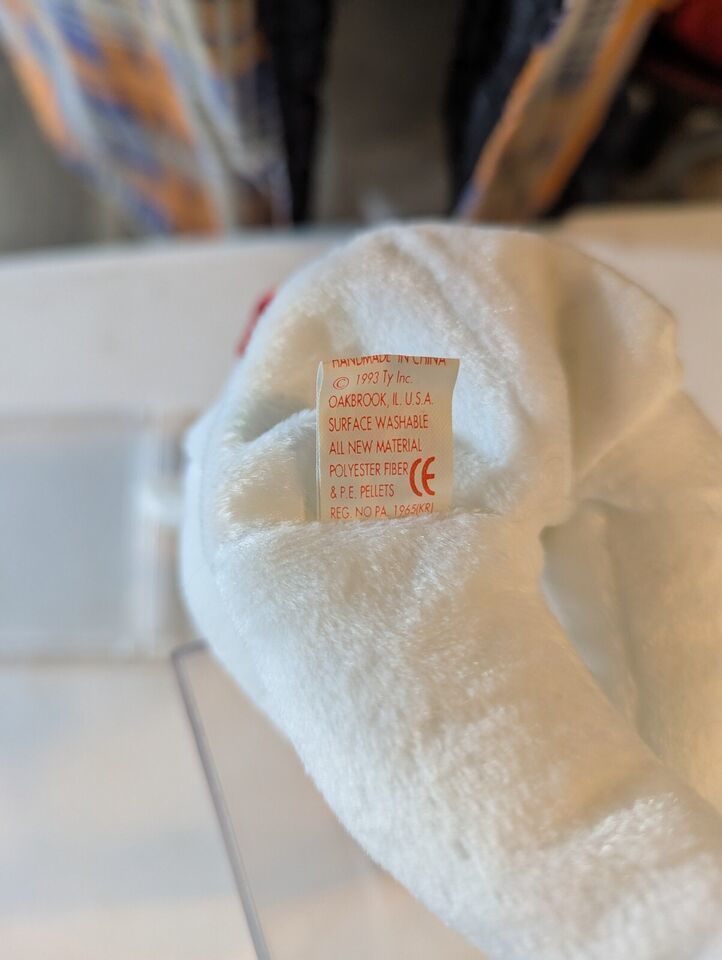 HANDMADE IN CHINA
© 1993 Ty Inc.
OAKBROOK, IL. U.S.A.
SURFACE WASHABLE
ALL NEW MATERIAL
POLYESTER FIBER CE
& P.E. PELLETS
REG. NO PA. 1965(KR)